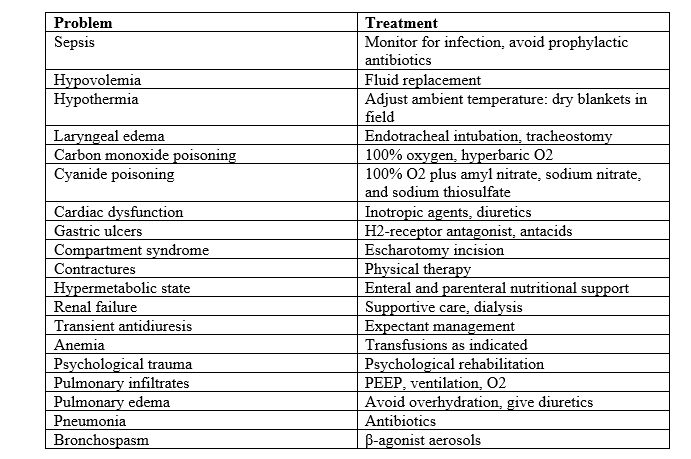 Problem Treatment
Sepsis Monitor for infection, avoid prophylactic
antibiotics
Hypovolemia Fluid replacement
Hypothermia Adjust ambient temperature: dry blankets in
field
Laryngeal edema Endotracheal intubation, tracheostomy
Carbon monoxide poisoning 100% oxygen, hyperbaric O2
Cyanide poisoning 100% O2 plus amyl nitrate, sodium nitrate,
and sodium thiosulfate
Cardiac dysfunction Inotropic agents, diuretics
Gastric ulcers H2-receptor antagonist, antacids
Compartment syndrome Escharotomy incision
Contractures Physical therapy
Hypermetabolic state Enteral and parenteral nutritional support
Renal failure Supportive care, dialysis
Transient antidiuresis Expectant management
Anemia Transfusions as indicated
Psychological trauma Psychological rehabilitation
Pulmonary infiltrates PEEP, ventilation, O2
Pulmonary edema Avoid overhydration, give diuretics
Pneumonia Antibiotics
Bronchospasm β-agonist aerosols